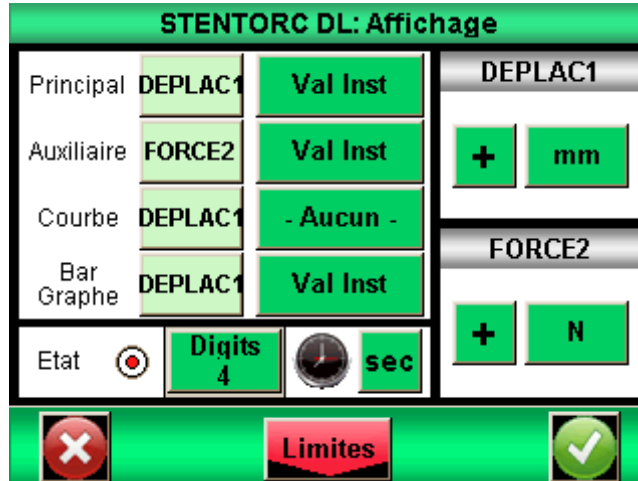 STENTORC DL: Affichage
Principal DEPLAC1 Val Inst
Auxiliaire FORCE2 Val Inst
Courbe DEPLAC1 - Aucun -
Bar
Graphe DEPLAC1 Val Inst
Etat Digits
4 sec
DEPLAC1
+ mm
FORCE2
+ N
Limites